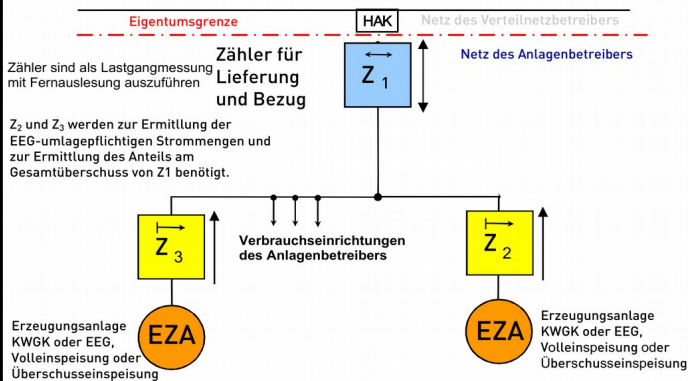 Eigentumsgrenze
HAK
Netz des Verteilnetzbetreibers
Netz des Anlagenbetreibers
Zähler für
Lieferung
und Bezug
Z 1
Zähler sind als Lastgangmessung
mit Fernauslesung auszuführen
Z2 und Z3 werden zur Ermitllung der
EEG-umlagepflichtigen Strommengen und
zur Ermittlung des Anteils am
Gesamtüberschuss von Z1 benötigt.
Z 3
Verbrauchseinrichtungen
des Anlagenbetreibers
Z 2
EZA
Erzeugungsanlage
KWGK oder EEG,
Volleinspeisung oder
Überschusseinspeisung
EZA
Erzeugungsanlage
KWGK oder EEG,
Volleinspeisung oder
Überschusseinspeisung